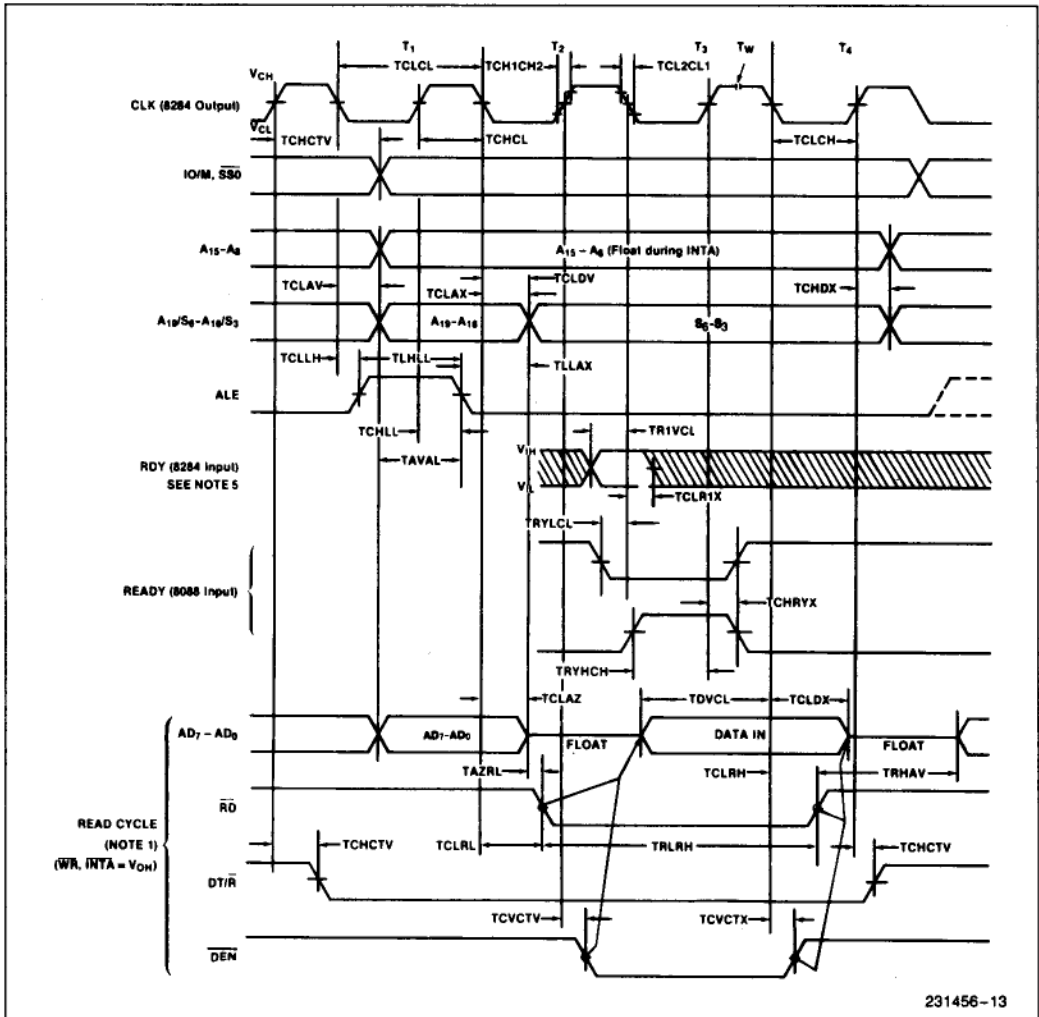 T1 T2 T3 TW T4
TCLCL TCH1CH2 TCL2CL1
VCH
CLK (8284 Output)
VCL
TCHCTV TCHCL TCLCH
IO/M, SS0
A15-A8 A15 – A8 (Float during INTA)
TCLDV
TCLAV TCLAX TCHDX
A19/S6-A16/S3 A19-A16 S6-S3
TCLLH TLHLL TLLAX
ALE
TCHLL TR1VCL
TAVAL
VIH
RDY (8284 Input)
SEE NOTE 5
VIL
TCLR1X
TRYLCL
READY (8088 Input)
TCHRYX
TRYHCH
TCLAZ TDVCL TCLDX
AD7 – AD0 AD7-AD0 FLOAT DATA IN FLOAT
TAZRL TCLRH TRHAV
RD
READ CYCLE
(NOTE 1)
(WR, INTA = VOH)
TCHCTV TCLRL TRLRH TCHCTV
DT/R
TCVCTV TCVCTX
DEN
231456-13